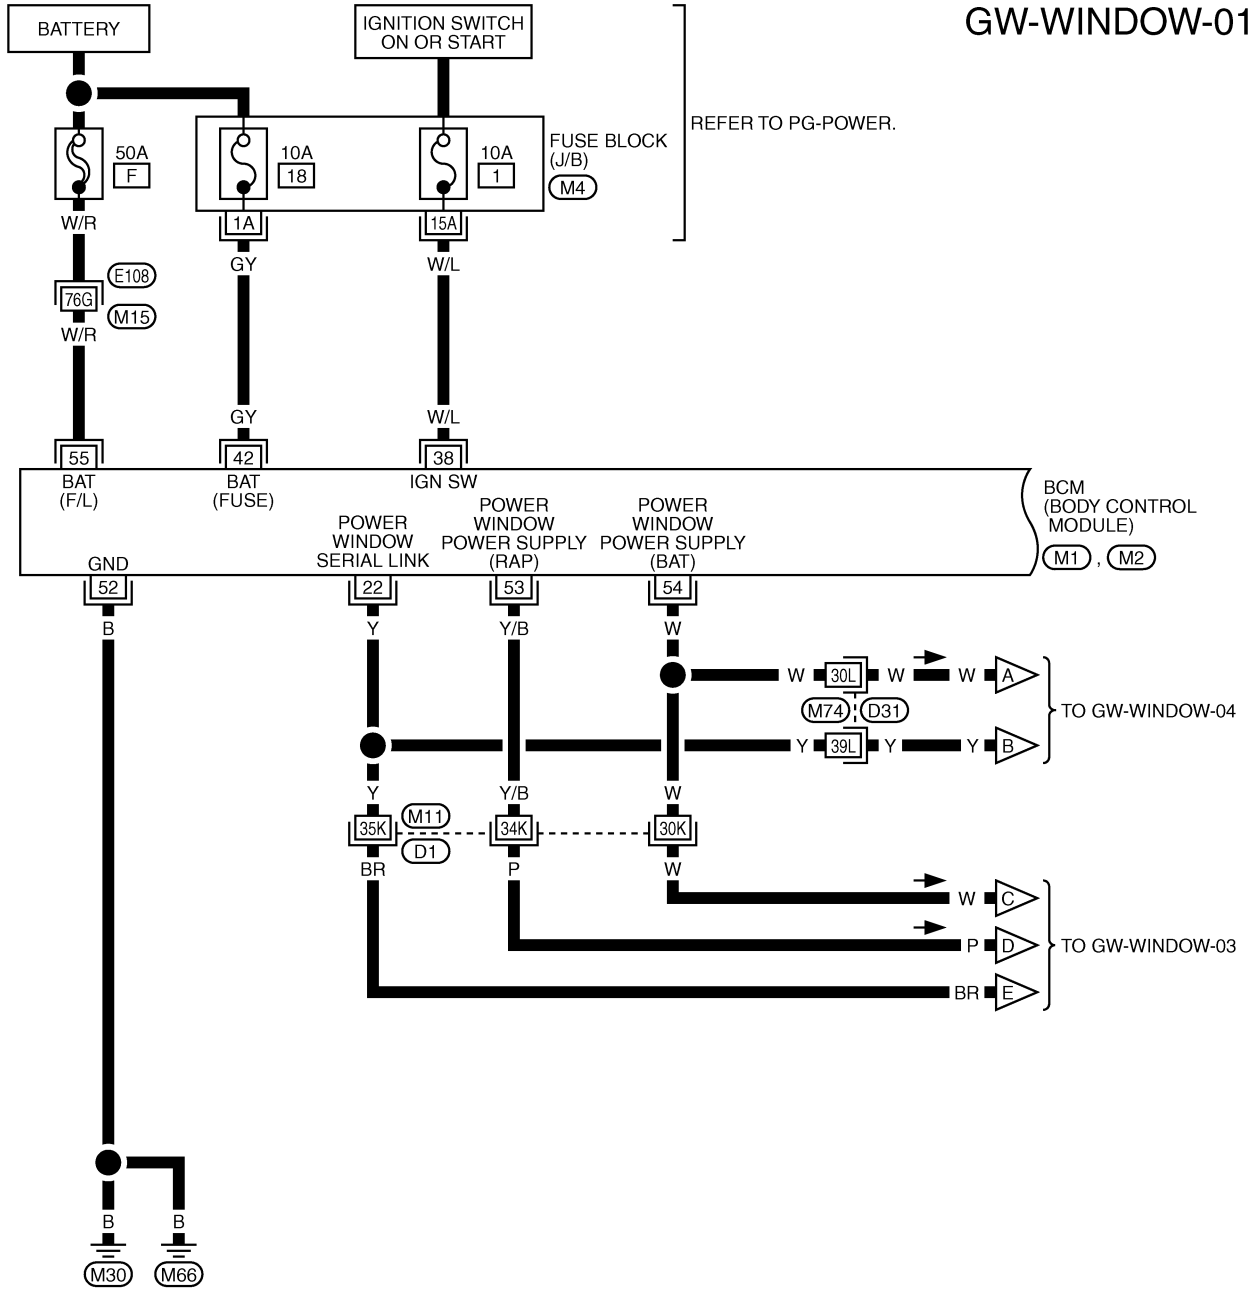 GW-WINDOW-01
BATTERY
IGNITION SWITCH
ON OR START
REFER TO PG-POWER.
50A
F
10A
18
10A
1
FUSE BLOCK
(J/B)
M4
W/R
1A
15A
GY
W/L
E108
76G
M15
W/R
GY
W/L
55
42
38
BAT
(F/L)
BAT
(FUSE)
IGN SW
BCM
(BODY CONTROL
MODULE)
M1 , M2
POWER
WINDOW
SERIAL LINK
POWER
WINDOW
POWER SUPPLY
(RAP)
POWER
WINDOW
POWER SUPPLY
(BAT)
GND
52
22
53
54
B
Y
Y/B
W
W 30L W W A
M74 D31
TO GW-WINDOW-04
Y 39L Y Y B
Y
Y/B
W
M11
35K
34K
30K
D1
BR
P
W
W C
P D
TO GW-WINDOW-03
BR E
B
B
M30
M66